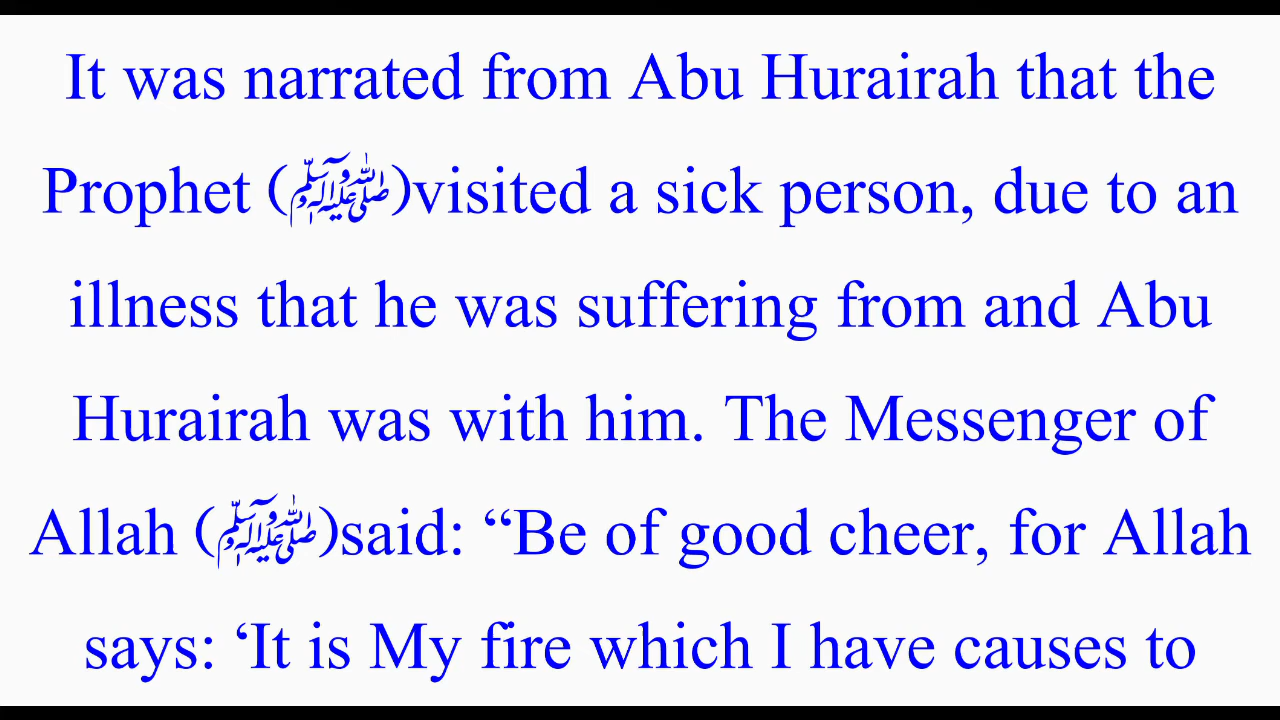 It was narrated from Abu Hurairah that the
Prophet (ﷺ)visited a sick person, due to an
illness that he was suffering from and Abu
Hurairah was with him. The Messenger of
Allah (ﷺ)said: “Be of good cheer, for Allah
says: ‘It is My fire which I have causes to